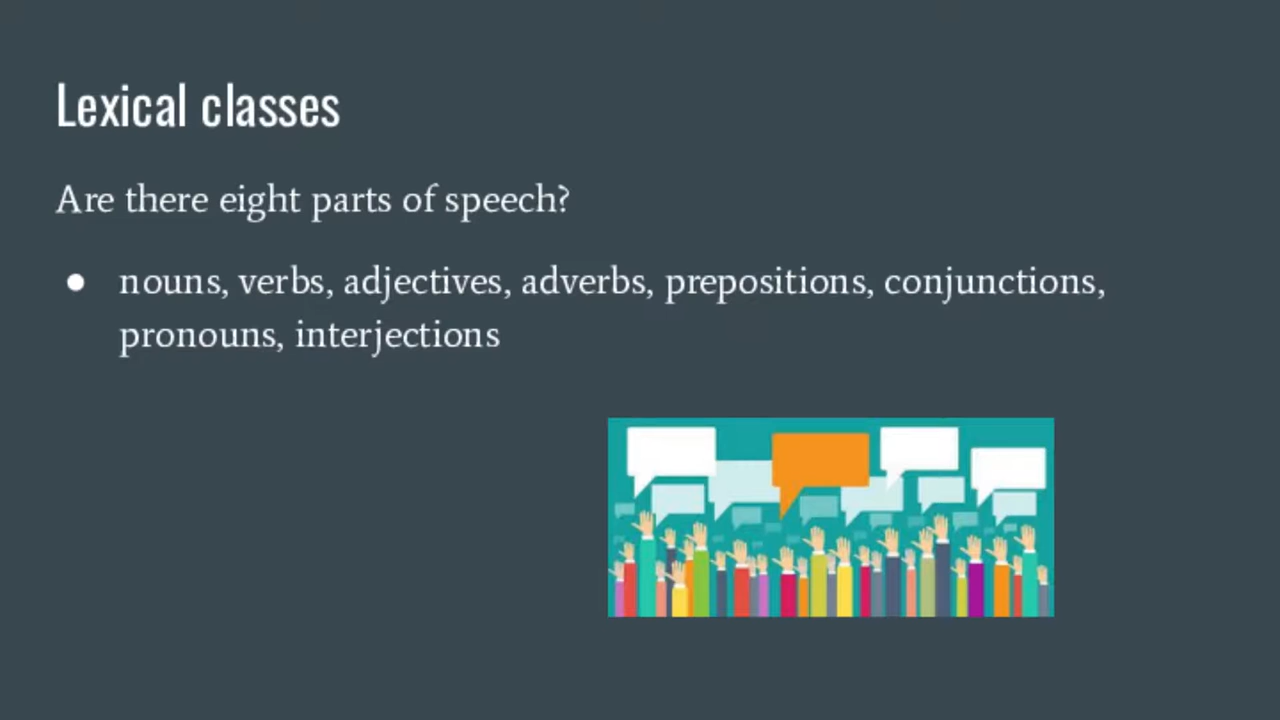 Lexical classes
Are there eight parts of speech?
● nouns, verbs, adjectives, adverbs, prepositions, conjunctions,
pronouns, interjections